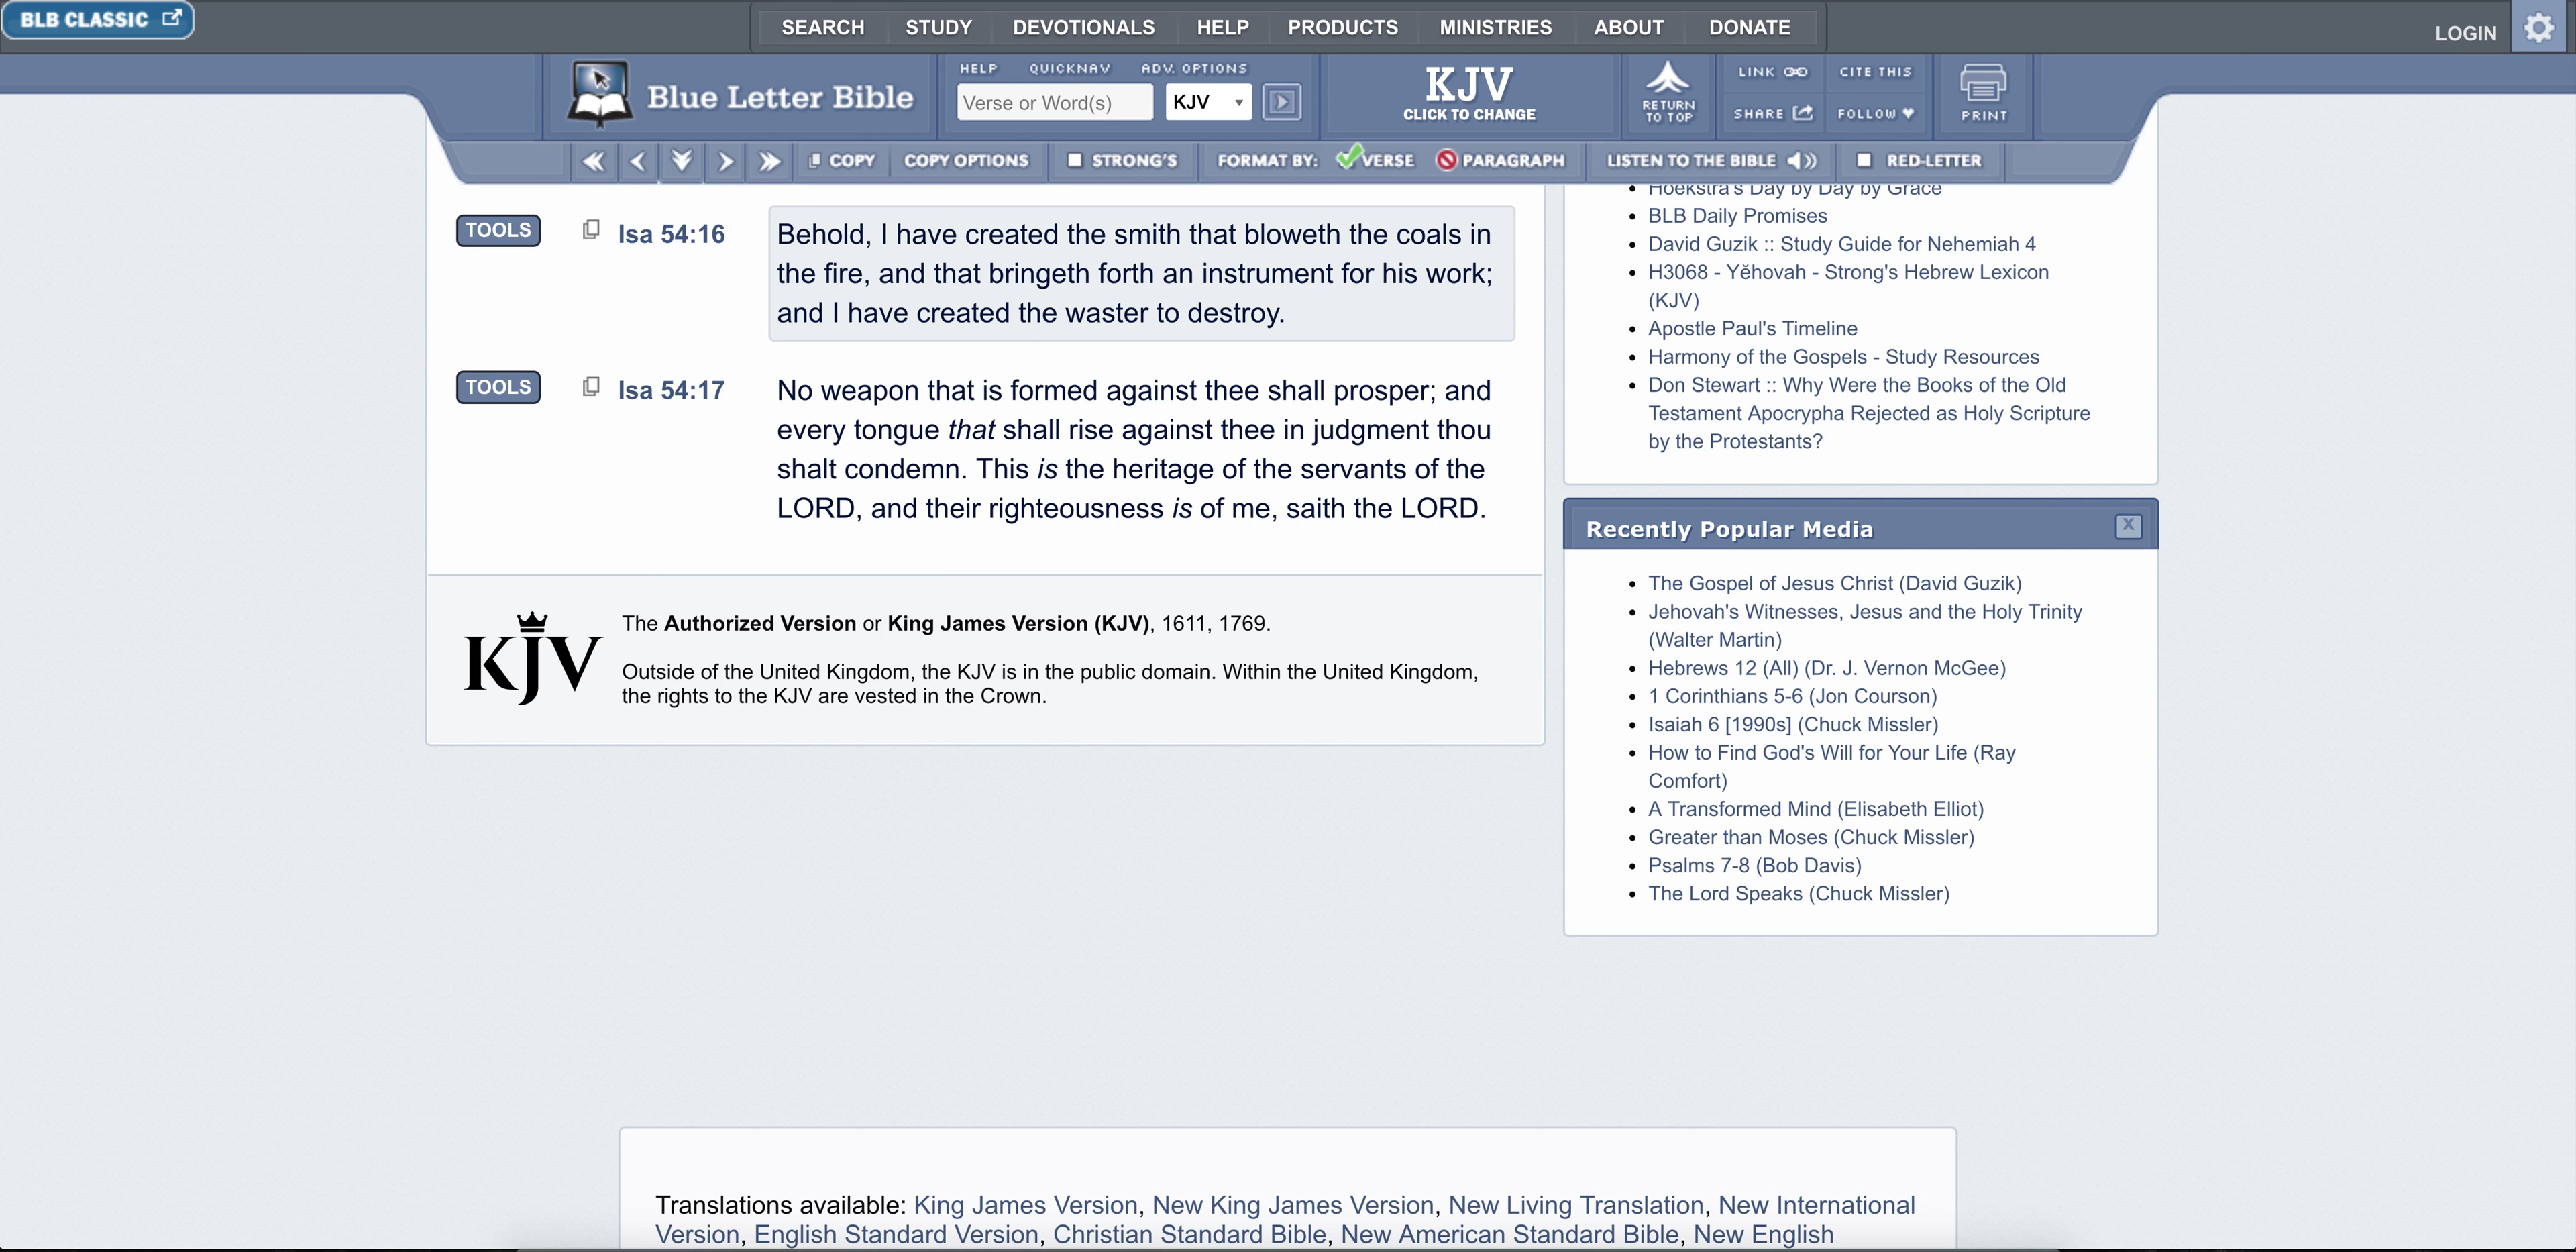 BLB CLASSIC
SEARCH STUDY DEVOTIONALS HELP PRODUCTS MINISTRIES ABOUT DONATE
LOGIN
Blue Letter Bible
HELP QUICKNAV ADV. OPTIONS
Verse or Word(s) KJV
KJV
CLICK TO CHANGE
RETURN
TO TOP
LINK CITE THIS
SHARE FOLLOW
PRINT
COPY COPY OPTIONS STRONG'S FORMAT BY: VERSE PARAGRAPH LISTEN TO THE BIBLE RED-LETTER
TOOLS Isa 54:16
Behold, I have created the smith that bloweth the coals in
the fire, and that bringeth forth an instrument for his work;
and I have created the waster to destroy.
TOOLS Isa 54:17
No weapon that is formed against thee shall prosper; and
every tongue that shall rise against thee in judgment thou
shalt condemn. This is the heritage of the servants of the
LORD, and their righteousness is of me, saith the LORD.
KJV
The Authorized Version or King James Version (KJV), 1611, 1769.
Outside of the United Kingdom, the KJV is in the public domain. Within the United Kingdom,
the rights to the KJV are vested in the Crown.
Hoekstra's Day by Day by Grace
BLB Daily Promises
David Guzik :: Study Guide for Nehemiah 4
H3068 - Yĕhovah - Strong's Hebrew Lexicon
(KJV)
Apostle Paul's Timeline
Harmony of the Gospels - Study Resources
Don Stewart :: Why Were the Books of the Old
Testament Apocrypha Rejected as Holy Scripture
by the Protestants?
Recently Popular Media X
The Gospel of Jesus Christ (David Guzik)
Jehovah's Witnesses, Jesus and the Holy Trinity
(Walter Martin)
Hebrews 12 (All) (Dr. J. Vernon McGee)
1 Corinthians 5-6 (Jon Courson)
Isaiah 6 [1990s] (Chuck Missler)
How to Find God's Will for Your Life (Ray
Comfort)
A Transformed Mind (Elisabeth Elliot)
Greater than Moses (Chuck Missler)
Psalms 7-8 (Bob Davis)
The Lord Speaks (Chuck Missler)
Translations available: King James Version, New King James Version, New Living Translation, New International
Version, English Standard Version, Christian Standard Bible, New American Standard Bible, New English